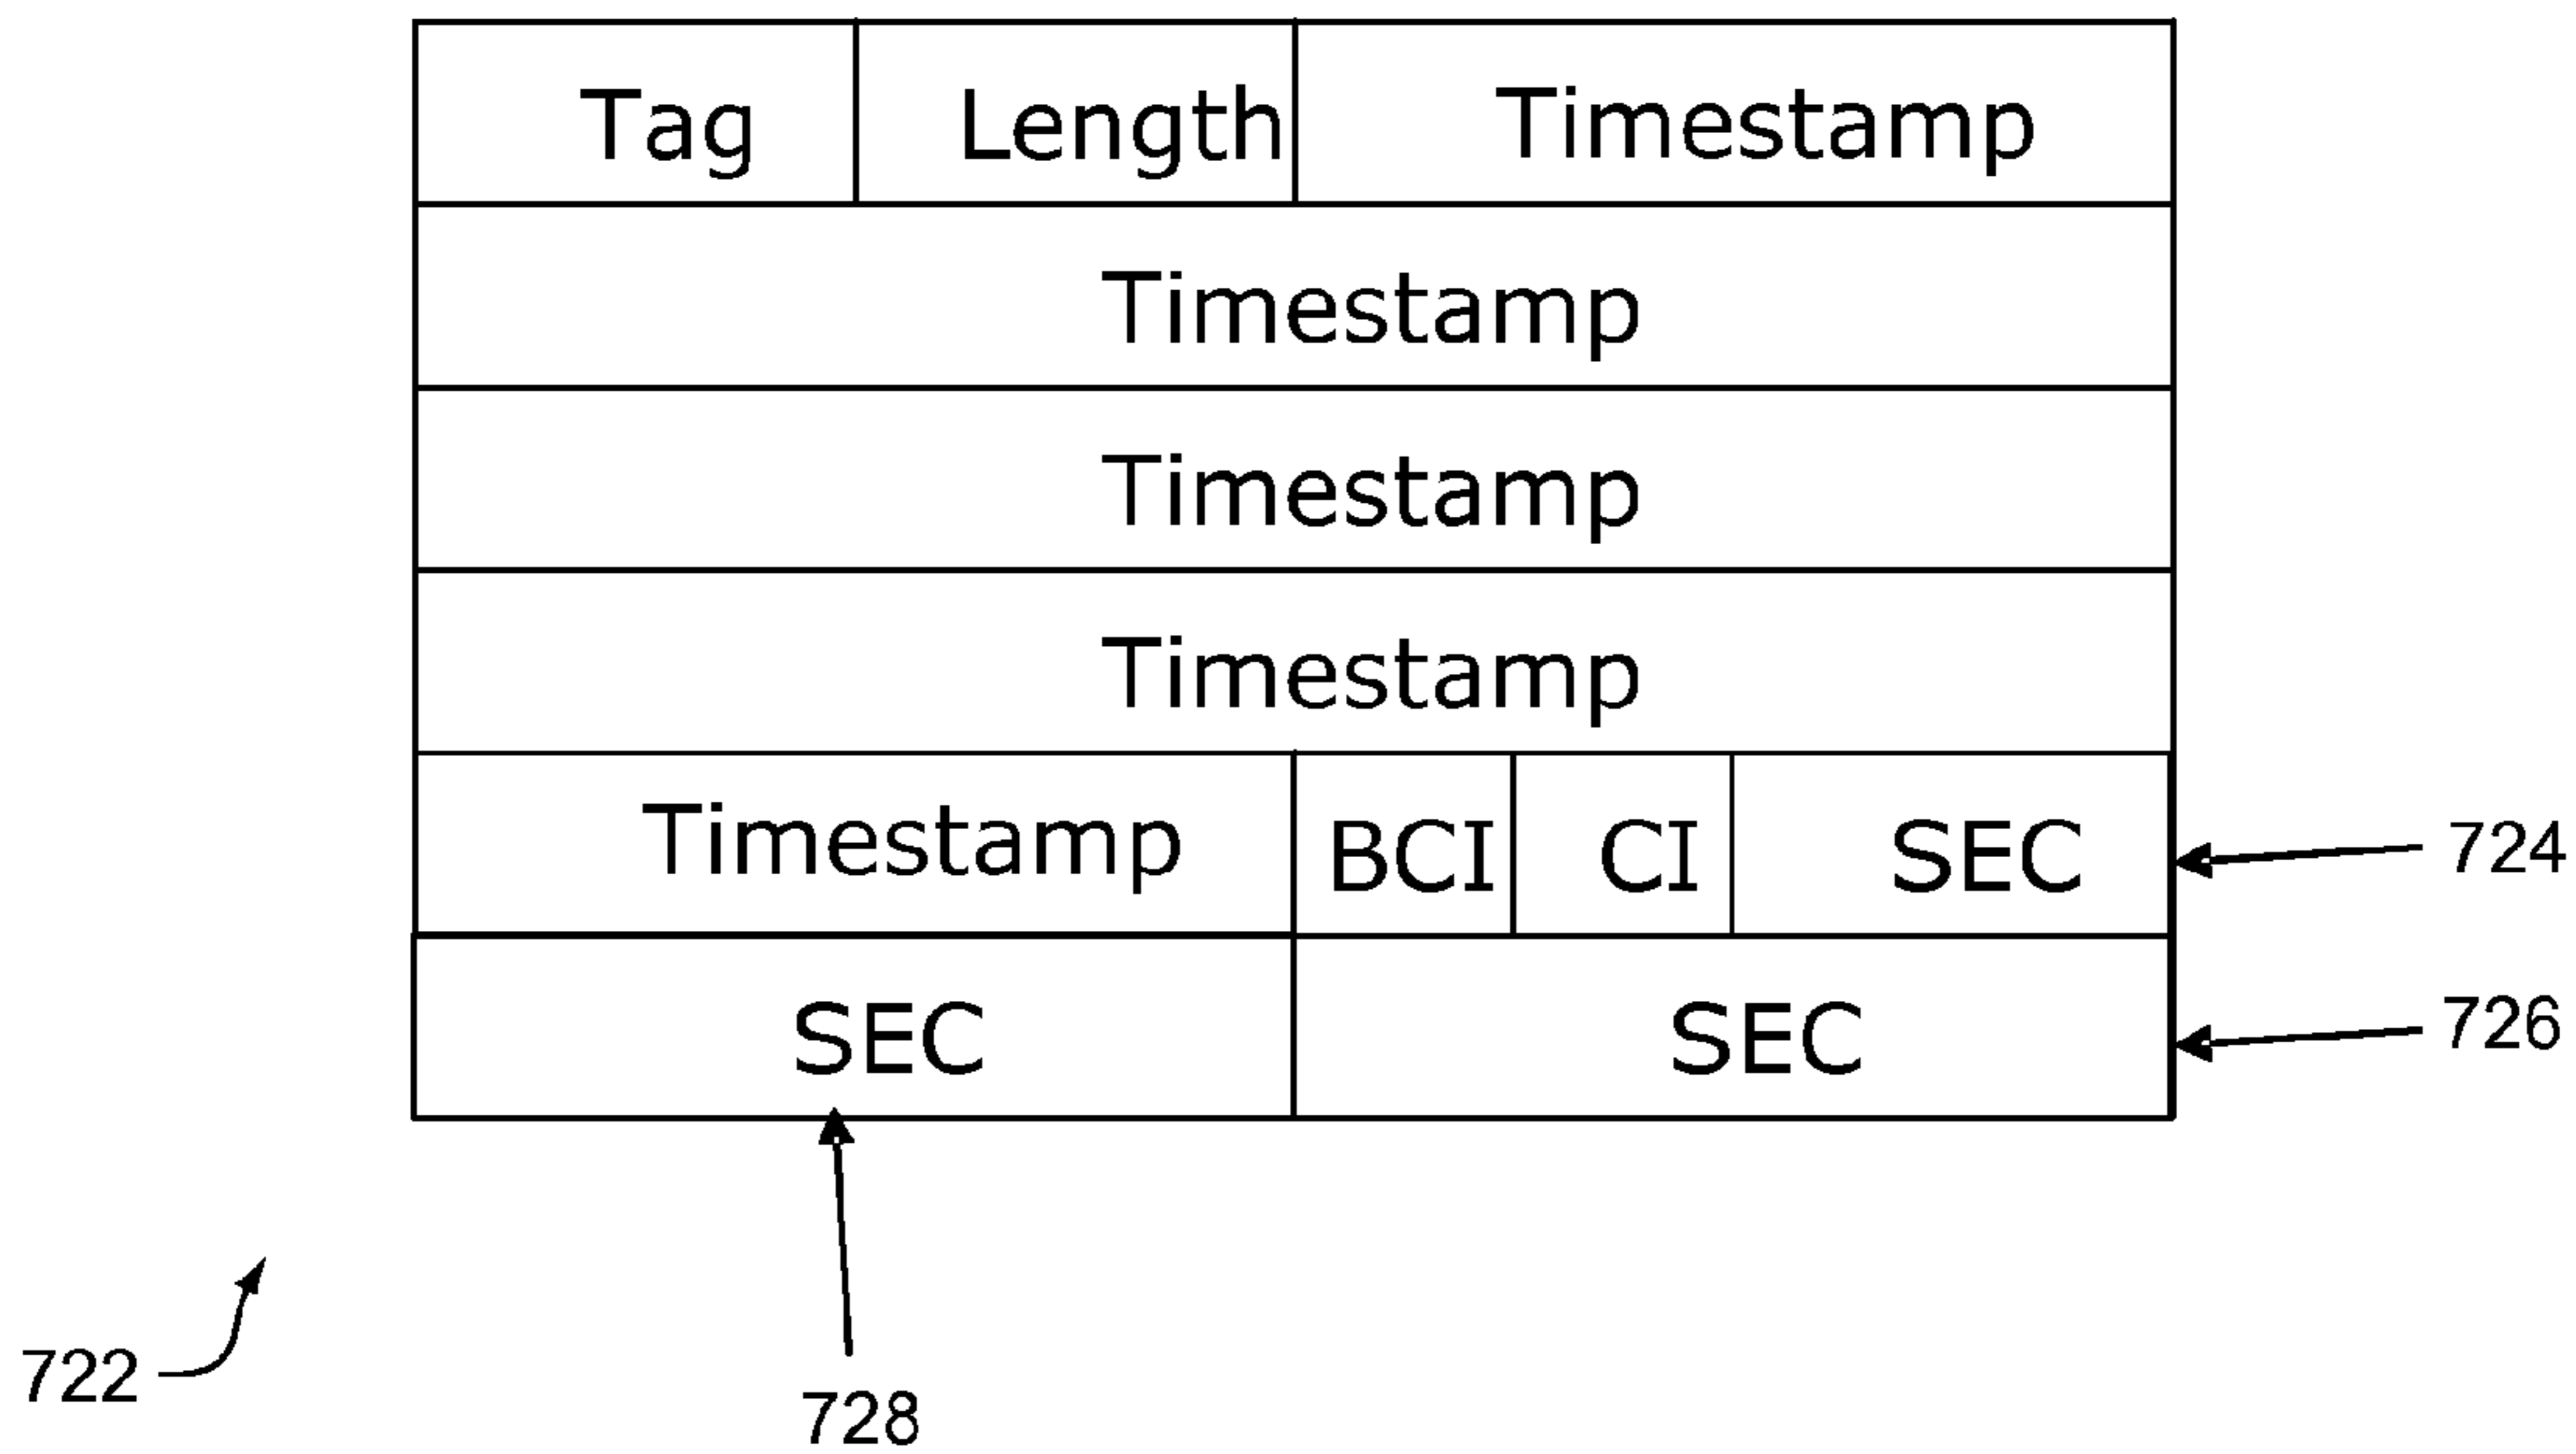 Tag Length Timestamp
Timestamp
Timestamp
Timestamp
Timestamp BCI CI SEC 724
SEC SEC 726
722
728